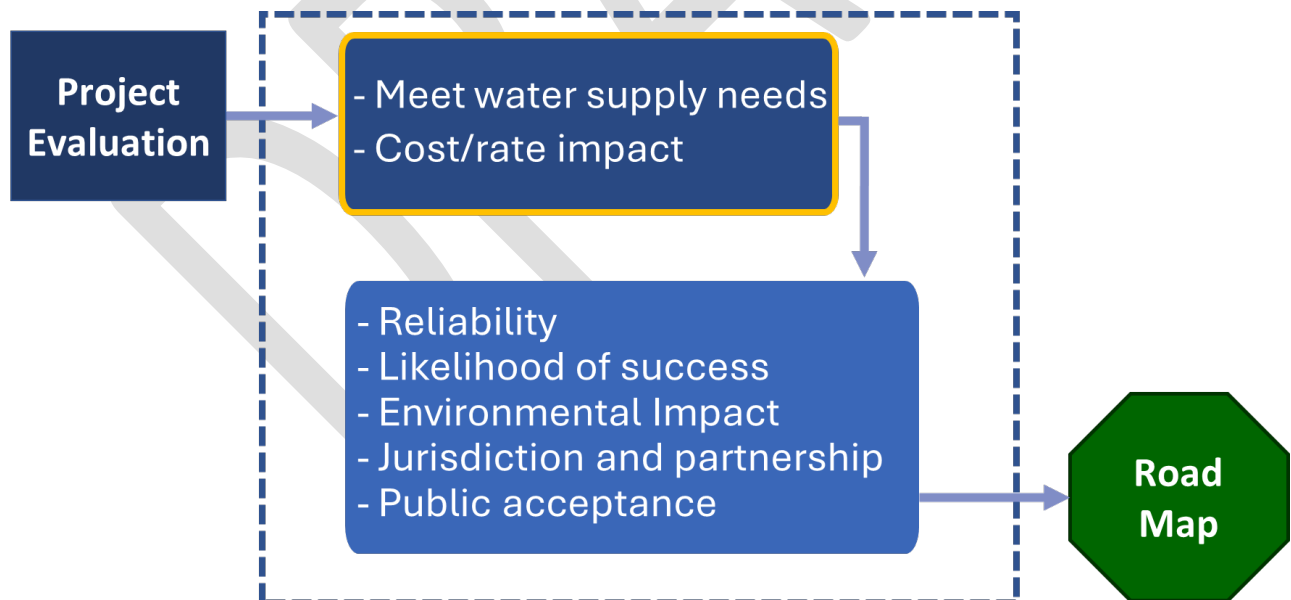 Project
Evaluation
- Meet water supply needs
- Cost/rate impact
- Reliability
- Likelihood of success
- Environmental Impact
- Jurisdiction and partnership
- Public acceptance
Road
Map